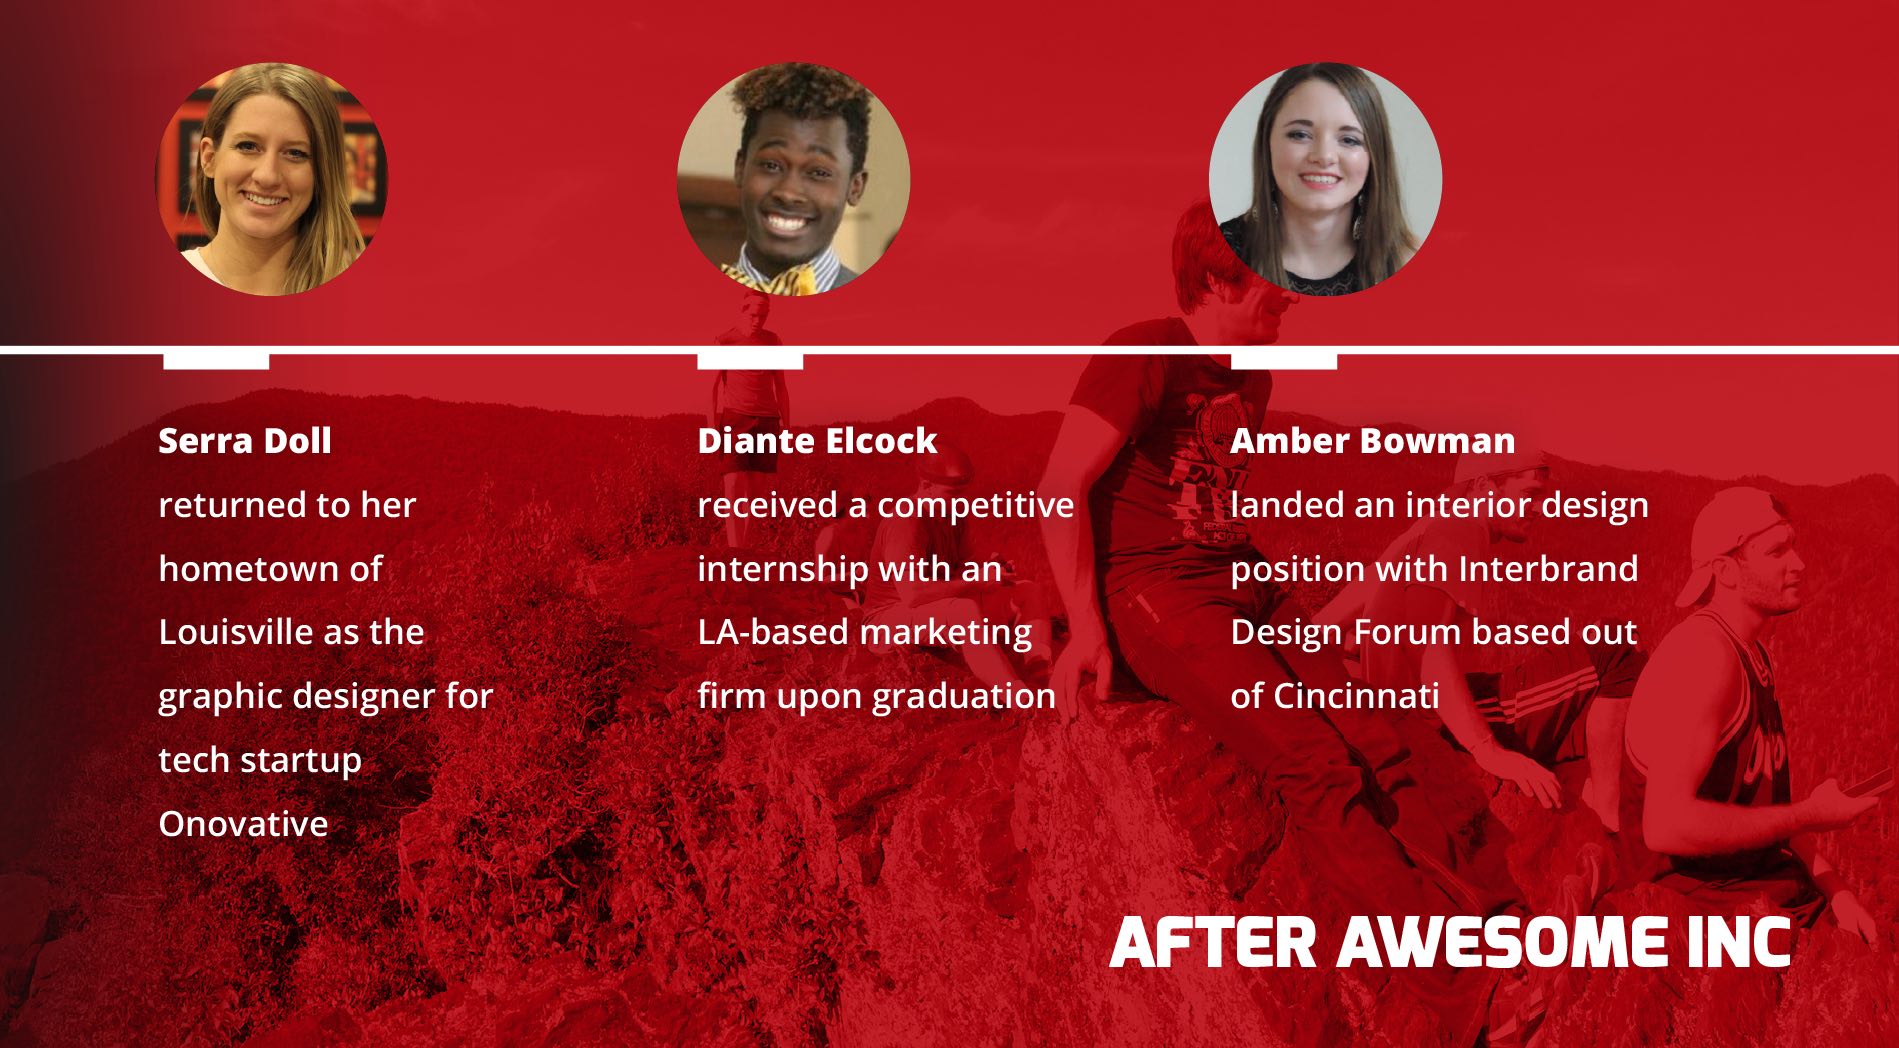 Serra Doll
returned to her
hometown of
Louisville as the
graphic designer for
tech startup
Onovative
Diante Elcock
received a competitive
internship with an
LA-based marketing
firm upon graduation
Amber Bowman
landed an interior design
position with Interbrand
Design Forum based out
of Cincinnati
AFTER AWESOME INC